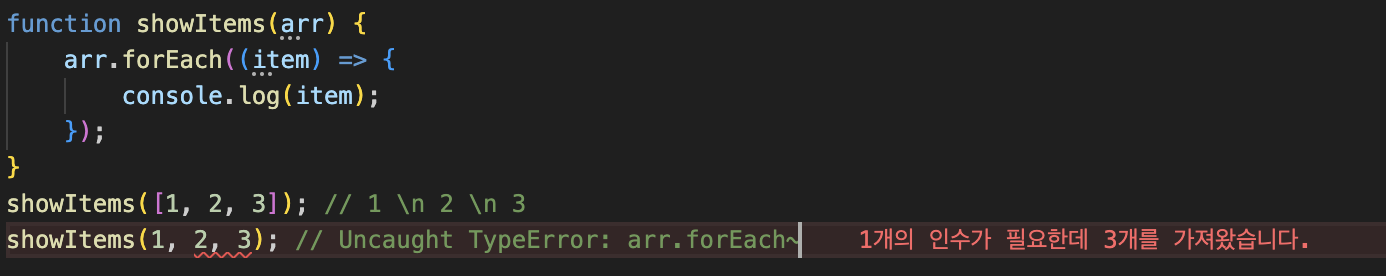 function showItems(arr) {
    arr.forEach((item) => {
        console.log(item);
    });
}
showItems([1, 2, 3]); // 1 \n 2 \n 3
showItems(1, 2, 3); // Uncaught TypeError: arr.forEach~ 1개의 인수가 필요한데 3개를 가져왔습니다.